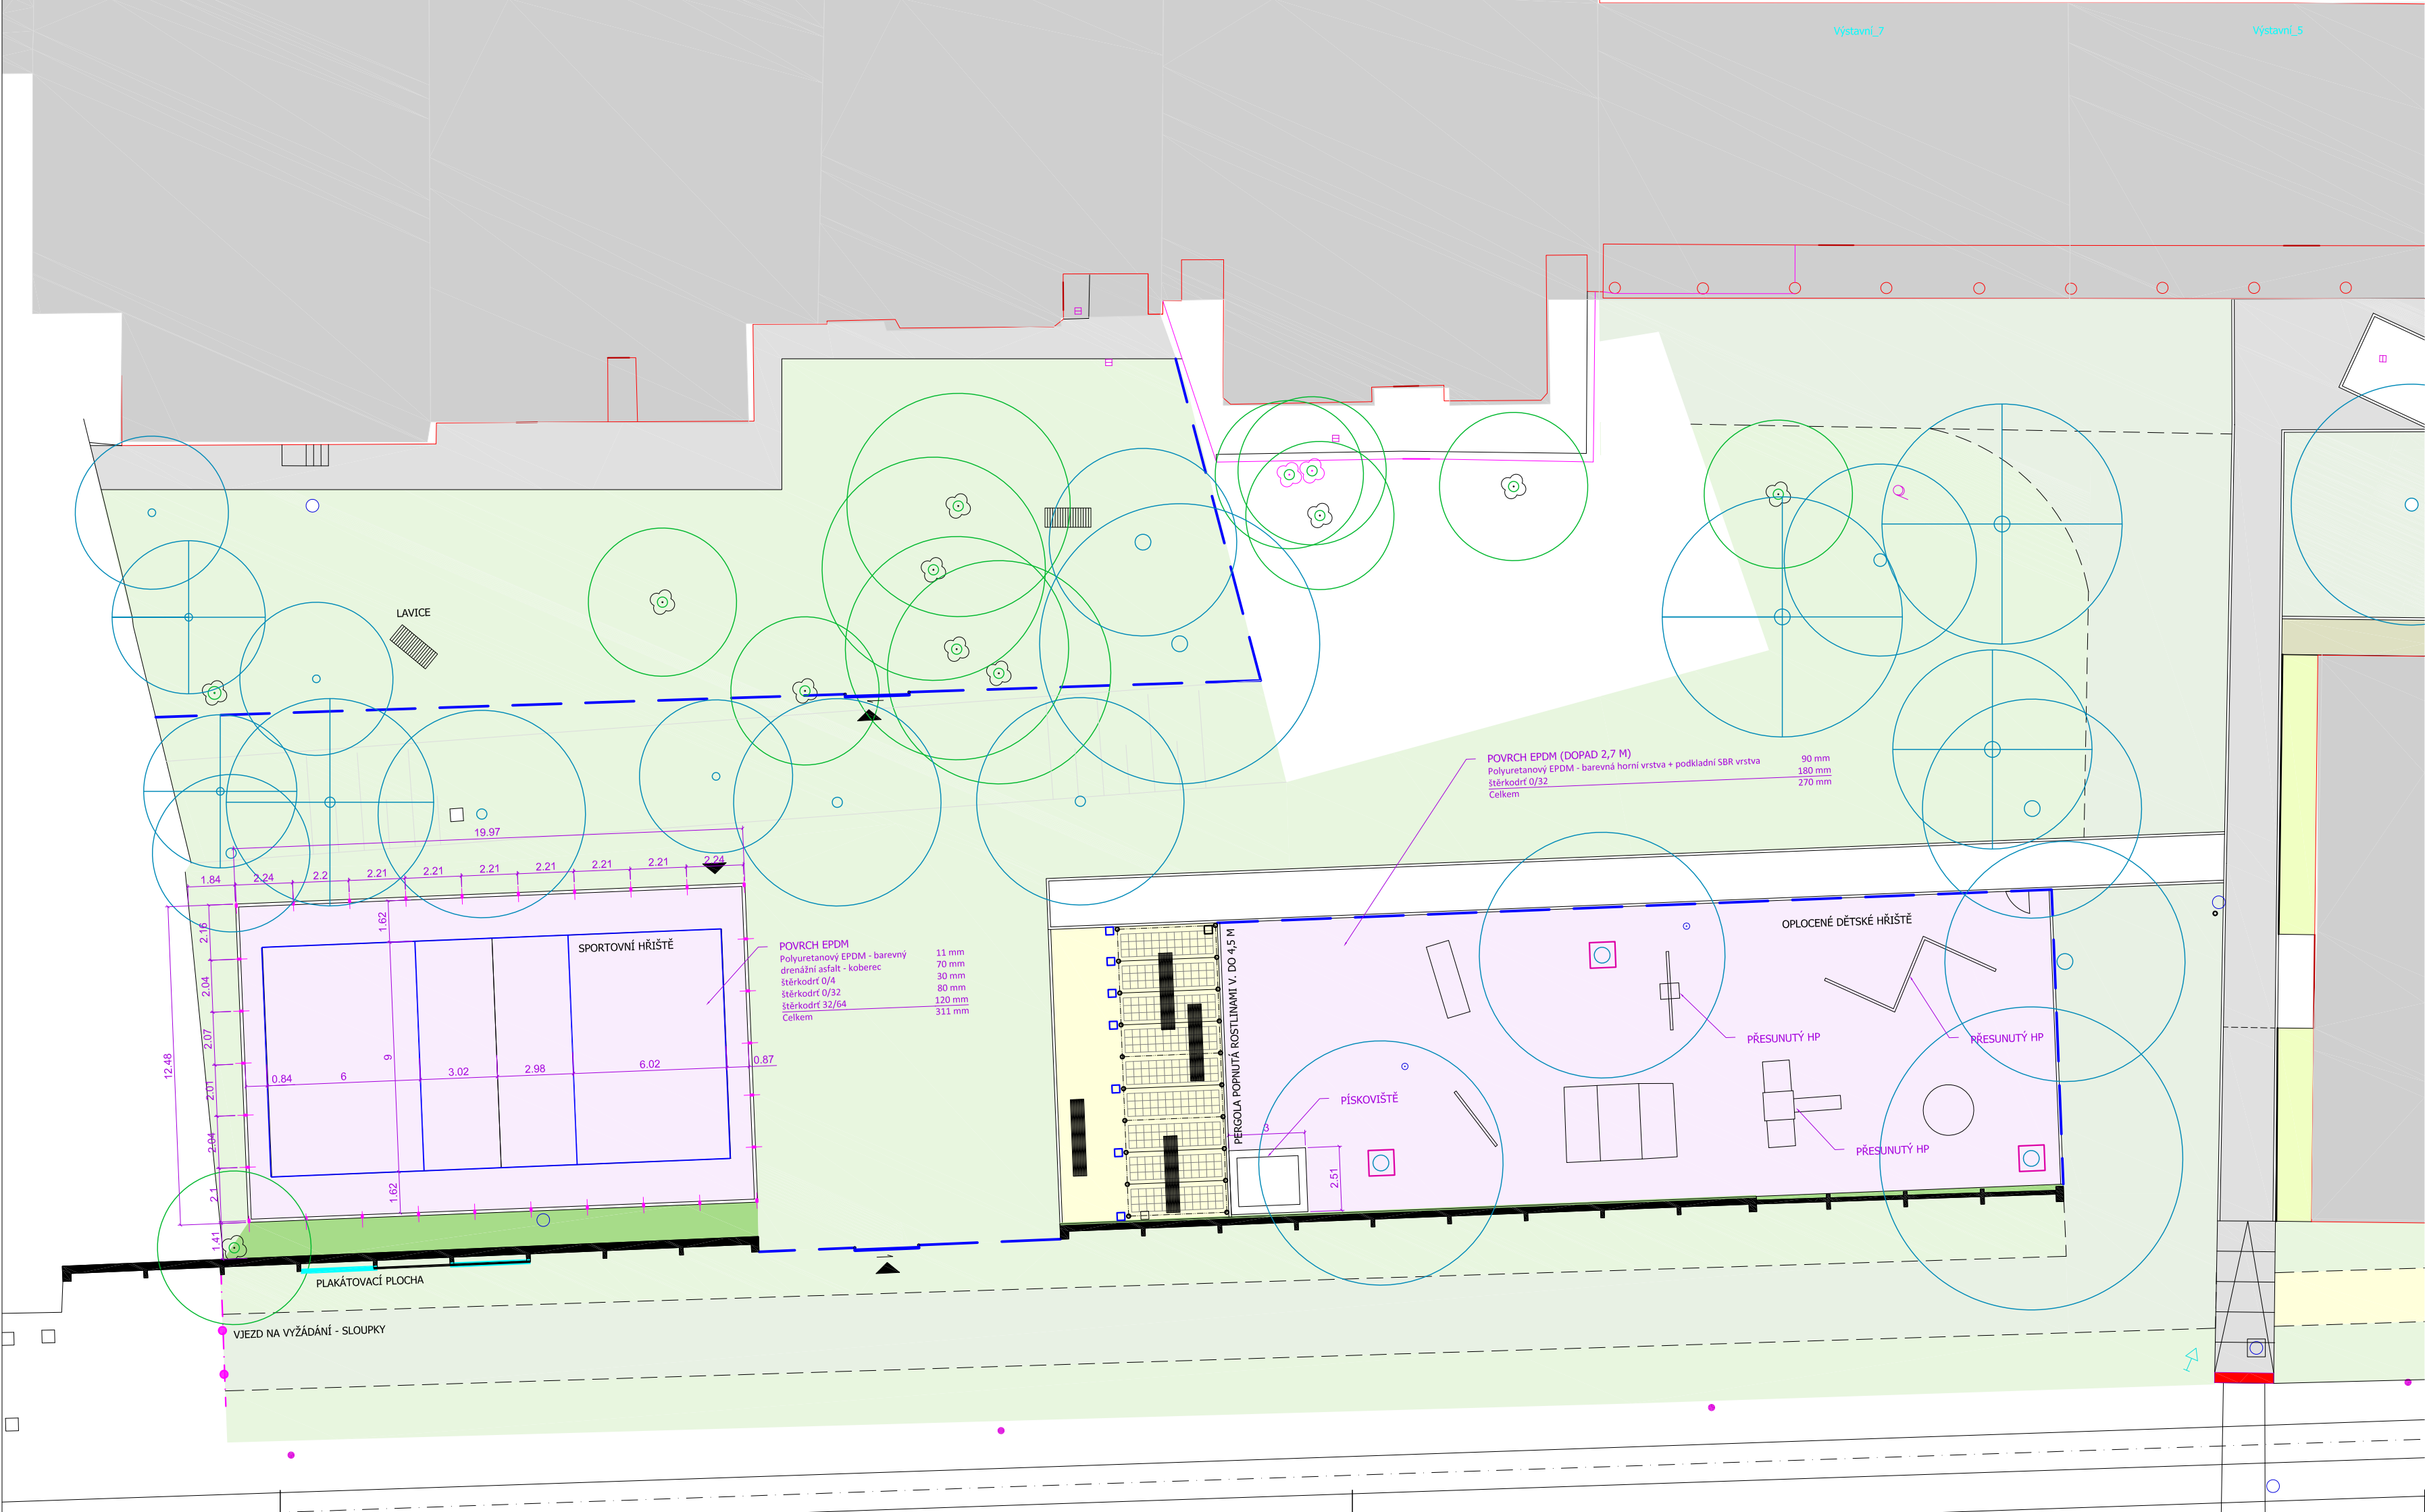 Výstavní_7
Výstavní_5
LAVICE
POVRCH EPDM (DOPAD 2,7 M)
Polyuretanový EPDM - barevná horní vrstva + podkladní SBR vrstva 90 mm
štěrkodrť 0/32 180 mm
Celkem 270 mm
19.97
1.84 2.24 2.2 2.21 2.21 2.21 2.21 2.21 2.21 2.24
12.48
2.16
2.04
2.07
2.01
2.04
2.1
1.41
1.62
9
1.62
SPORTOVNÍ HŘIŠTĚ
0.84 6 3.02 2.98 6.02 0.87
POVRCH EPDM
Polyuretanový EPDM - barevný 11 mm
drenážní asfalt - koberec 70 mm
štěrkodrť 0/4 30 mm
štěrkodrť 0/32 80 mm
štěrkodrť 32/64 120 mm
Celkem 311 mm
PERGOLA POPNUTÁ ROSTLINAMI V. DO 4,5 M
OPLOCENÉ DĚTSKÉ HŘIŠTĚ
PŘESUNUTÝ HP
PŘESUNUTÝ HP
PÍSKOVIŠTĚ
3
2.51
PŘESUNUTÝ HP
PLAKÁTOVACÍ PLOCHA
VJEZD NA VYŽÁDÁNÍ - SLOUPKY